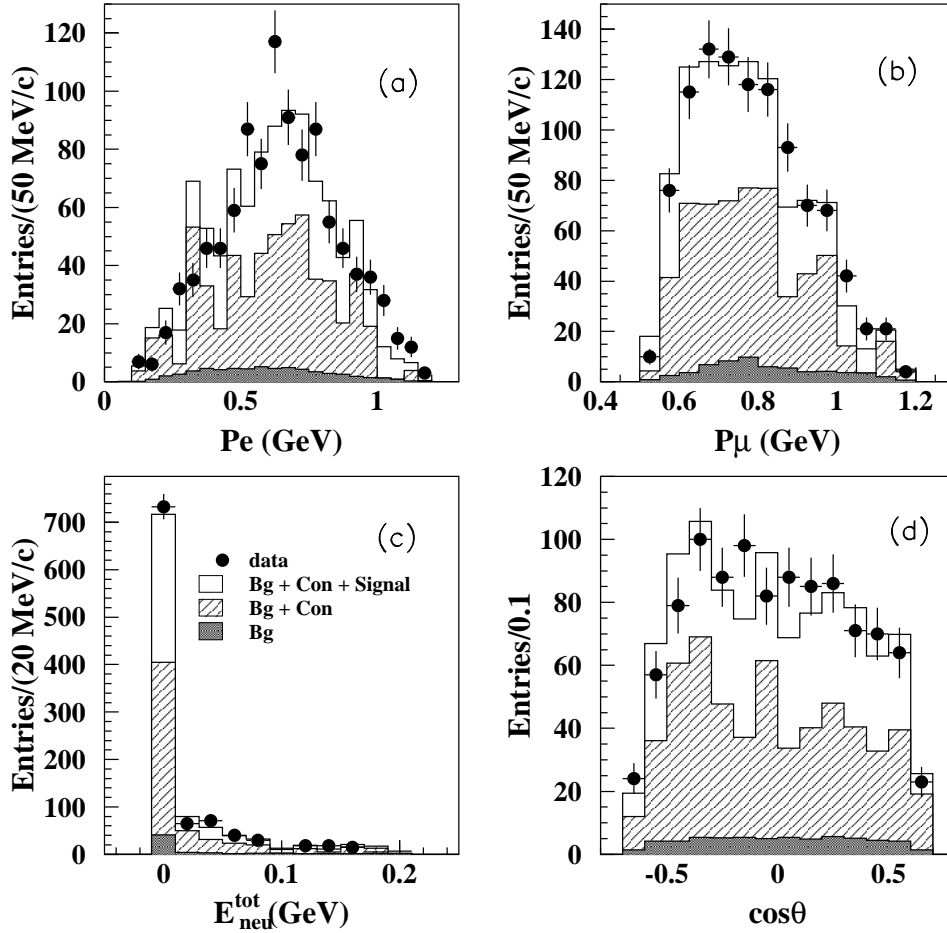 120
100
80
60
40
20
0
Entries/(50 MeV/c)
(a)
0
0.5
1
Pe (GeV)
140
120
100
80
60
40
20
0
Entries/(50 MeV/c)
(b)
0.4
0.6
0.8
1
1.2
Pμ (GeV)
700
600
500
400
300
200
100
0
Entries/(20 MeV/c)
(c)
data
Bg + Con + Signal
Bg + Con
Bg
0
0.1
0.2
E^tot_neu(GeV)
120
100
80
60
40
20
0
Entries/0.1
(d)
-0.5
0
0.5
cosθ